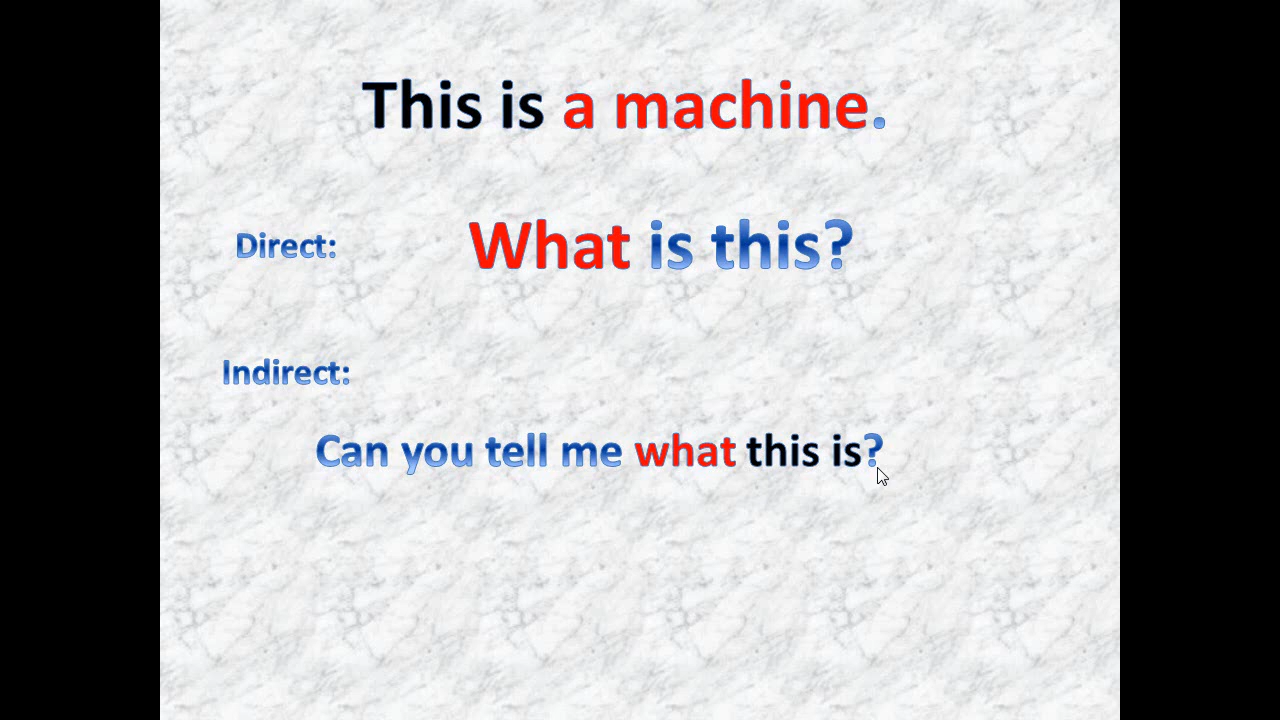 This is a machine.
Direct: What is this?
Indirect:
Can you tell me what this is?